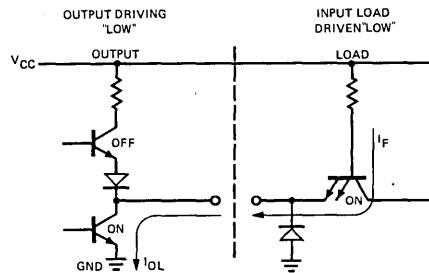 OUTPUT DRIVING
"LOW"
INPUT LOAD
DRIVEN"LOW"
VCC
OUTPUT
LOAD
OFF
IF
ON
ON
GND
IOL